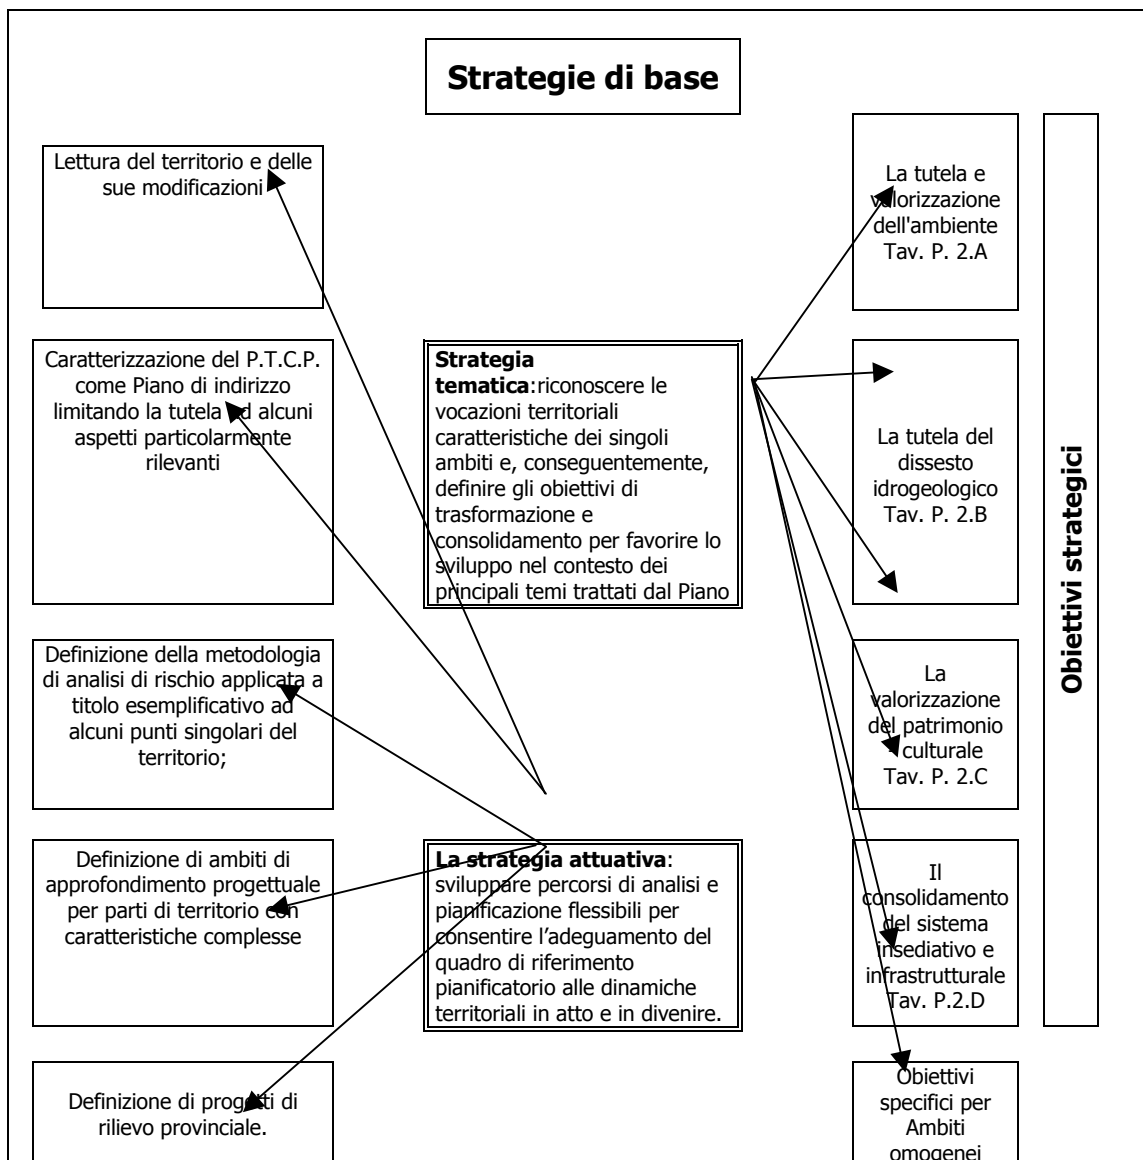 Strategie di base
Lettura del territorio e delle
sue modificazioni
Caratterizzazione del P.T.C.P.
come Piano di indirizzo
limitando la tutela ad alcuni
aspetti particolarmente
rilevanti
Definizione della metodologia
di analisi di rischio applicata a
titolo esemplificativo ad
alcuni punti singolari del
territorio;
Definizione di ambiti di
approfondimento progettuale
per parti di territorio con
caratteristiche complesse
Definizione di progetti di
rilievo provinciale.
Strategia
tematica:riconoscere le
vocazioni territoriali
caratteristiche dei singoli
ambiti e, conseguentemente,
definire gli obiettivi di
trasformazione e
consolidamento per favorire lo
sviluppo nel contesto dei
principali temi trattati dal Piano
La strategia attuativa:
sviluppare percorsi di analisi e
pianificazione flessibili per
consentire l’adeguamento del
quadro di riferimento
pianificatorio alle dinamiche
territoriali in atto e in divenire.
La tutela e
valorizzazione
dell'ambiente
Tav. P. 2.A
La tutela del
dissesto
idrogeologico
Tav. P. 2.B
La
valorizzazione
del patrimonio
culturale
Tav. P. 2.C
Il
consolidamento
del sistema
insediativo e
infrastrutturale
Tav. P.2.D
Obiettivi
specifici per
Ambiti
omogenei
Obiettivi strategici